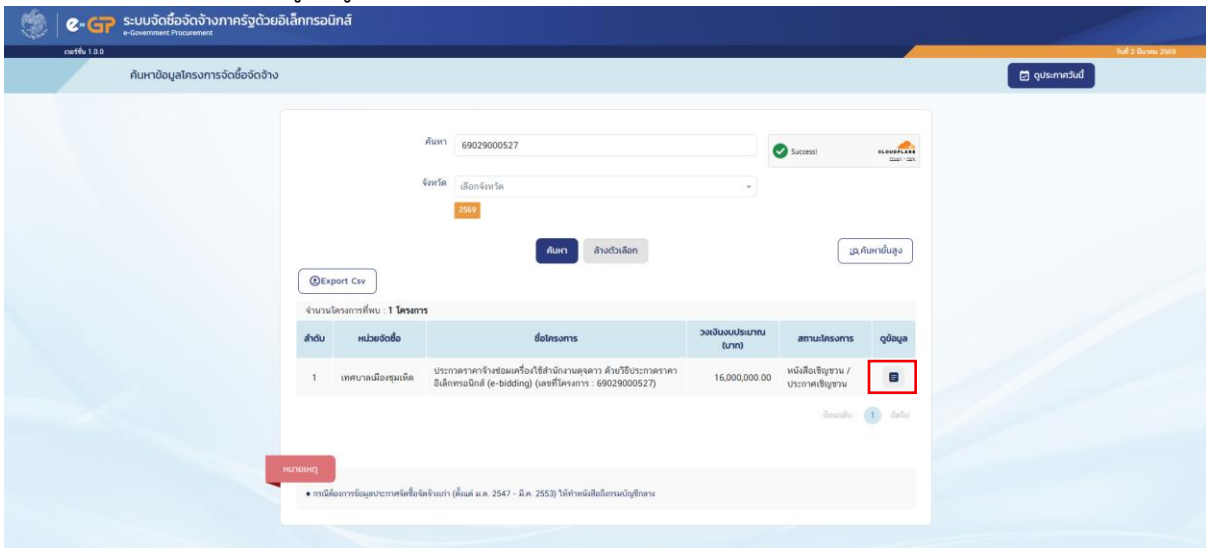 e-GP ระบบจัดซื้อจัดจ้างภาครัฐด้วยอิเล็กทรอนิกส์
e-Government Procurement
เวอร์ชั่น 1.0.0
วันที่ 2 มีนาคม 2569
ค้นหาข้อมูลโครงการจัดซื้อจัดจ้าง
ดูประกาศวันนี้
ค้นหา 69029000527
Success!
CLOUDFLARE
จังหวัด เลือกจังหวัด
2569
ค้นหา ล้างตัวเลือก
ค้นหาขั้นสูง
Export Csv
จำนวนโครงการที่พบ : 1 โครงการ
ลำดับ หน่วยจัดซื้อ ชื่อโครงการ วงเงินงบประมาณ (บาท) สถานะโครงการ ดูข้อมูล
1 เทศบาลเมืองชุมเห็ด ประกวดราคาจ้างซ่อมเครื่องใช้สำนักงานดุจดาว ด้วยวิธีประกวดราคา
อิเล็กทรอนิกส์ (e-bidding) (เลขที่โครงการ : 69029000527)
16,000,000.00
หนังสือเชิญชวน /
ประกาศเชิญชวน
ย้อนกลับ 1 ถัดไป
หมายเหตุ
• กรณีต้องการข้อมูลประกาศจัดซื้อจัดจ้างเก่า (ตั้งแต่ ม.ค. 2547 - มี.ค. 2553) ให้ทำหนังสือถึงกรมบัญชีกลาง